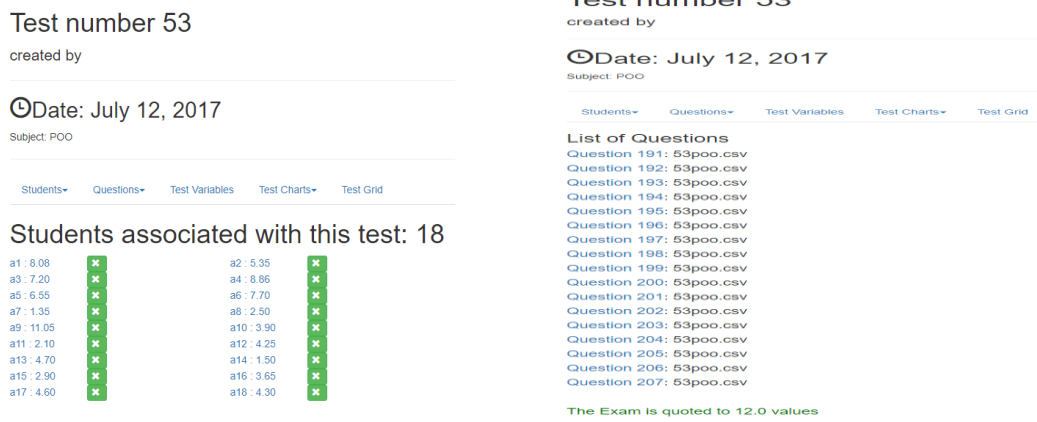 Test number 53
created by
Date: July 12, 2017
Subject: POO
Students Questions Test Variables Test Charts Test Grid
Students associated with this test: 18
a1 : 8.08 a2 : 5.35
a3 : 7.20 a4 : 8.86
a5 : 6.55 a6 : 7.70
a7 : 1.35 a8 : 2.50
a9 : 11.05 a10 : 3.90
a11 : 2.10 a12 : 4.25
a13 : 4.70 a14 : 1.50
a15 : 2.90 a16 : 3.65
a17 : 4.60 a18 : 4.30
Test number 53
created by
Date: July 12, 2017
Subject: POO
Students Questions Test Variables Test Charts Test Grid
List of Questions
Question 191: 53poo.csv
Question 192: 53poo.csv
Question 193: 53poo.csv
Question 194: 53poo.csv
Question 195: 53poo.csv
Question 196: 53poo.csv
Question 197: 53poo.csv
Question 198: 53poo.csv
Question 199: 53poo.csv
Question 200: 53poo.csv
Question 201: 53poo.csv
Question 202: 53poo.csv
Question 203: 53poo.csv
Question 204: 53poo.csv
Question 205: 53poo.csv
Question 206: 53poo.csv
Question 207: 53poo.csv
The Exam is quoted to 12.0 values